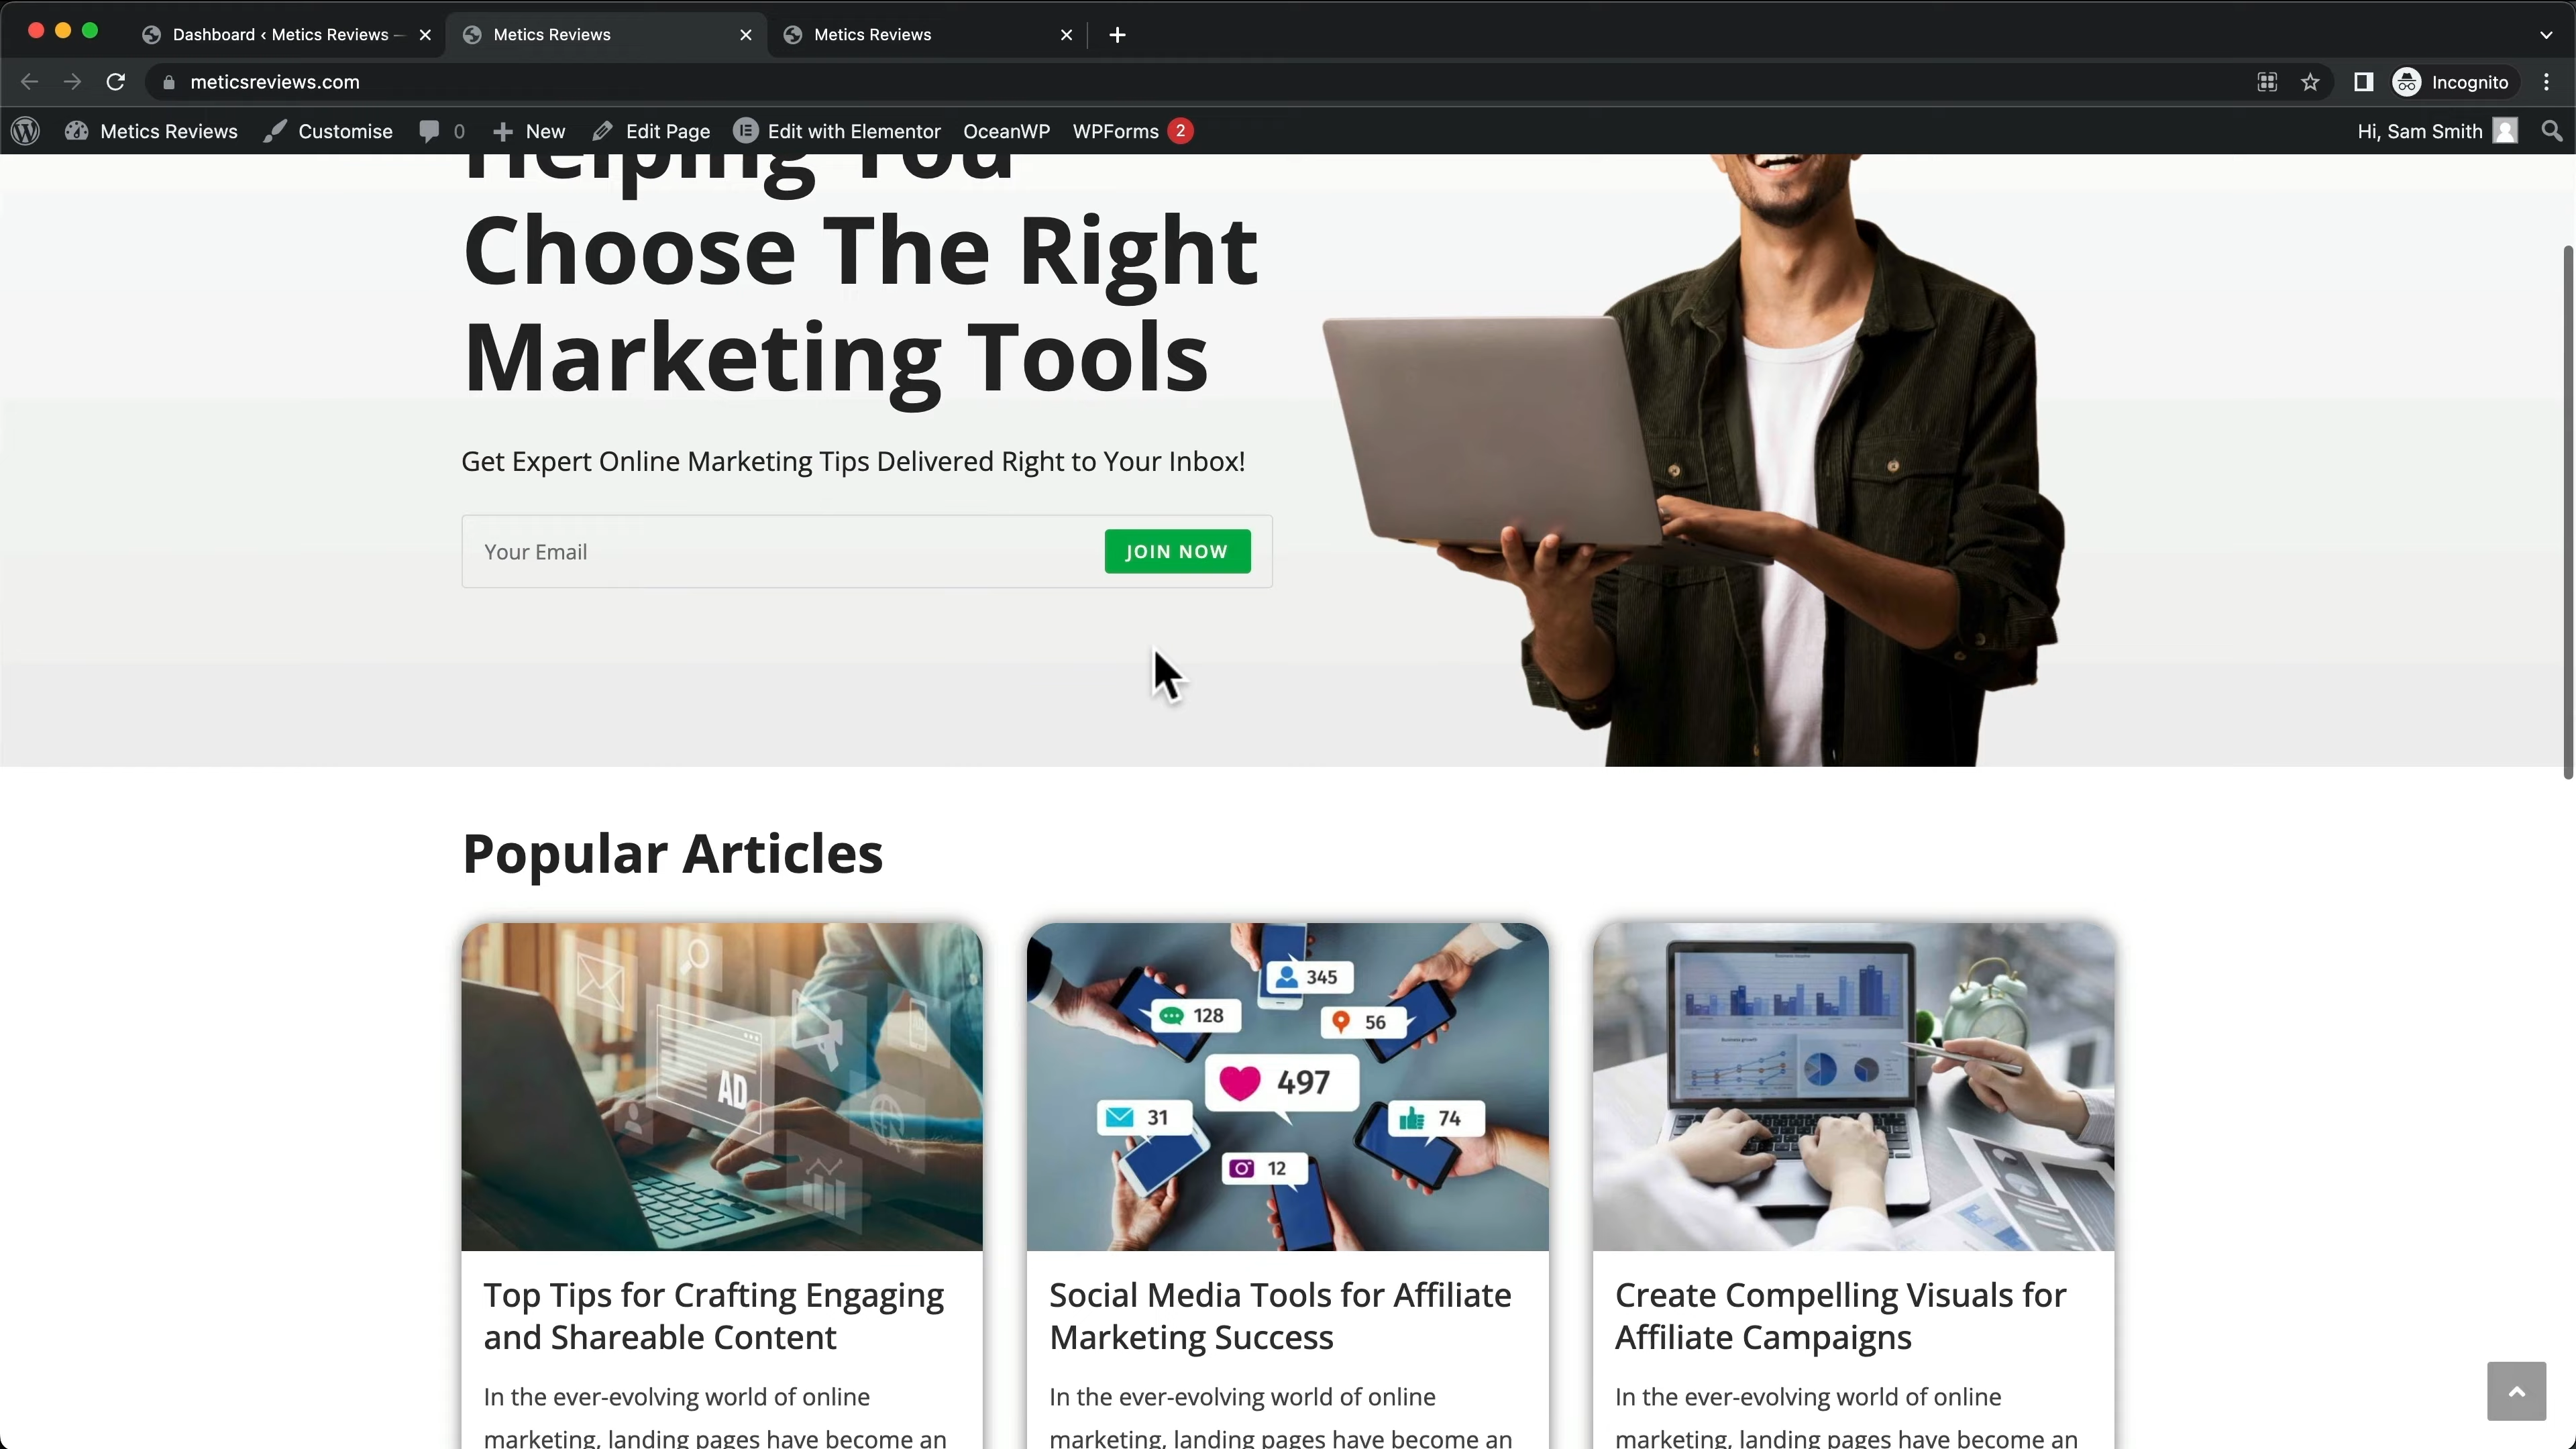 Dashboard ‹ Metics Reviews —
Metics Reviews
Metics Reviews
meticsreviews.com
Incognito
Metics Reviews
Customise
0
New
Edit Page
Edit with Elementor
OceanWP
WPForms 2
Hi, Sam Smith
Helping You
Choose The Right
Marketing Tools
Get Expert Online Marketing Tips Delivered Right to Your Inbox!
Your Email
JOIN NOW
Popular Articles
AD
345
128
56
497
31
74
12
Business growth
Top Tips for Crafting Engaging
and Shareable Content
Social Media Tools for Affiliate
Marketing Success
Create Compelling Visuals for
Affiliate Campaigns
In the ever-evolving world of online
marketing, landing pages have become an
In the ever-evolving world of online
marketing, landing pages have become an
In the ever-evolving world of online
marketing, landing pages have become an